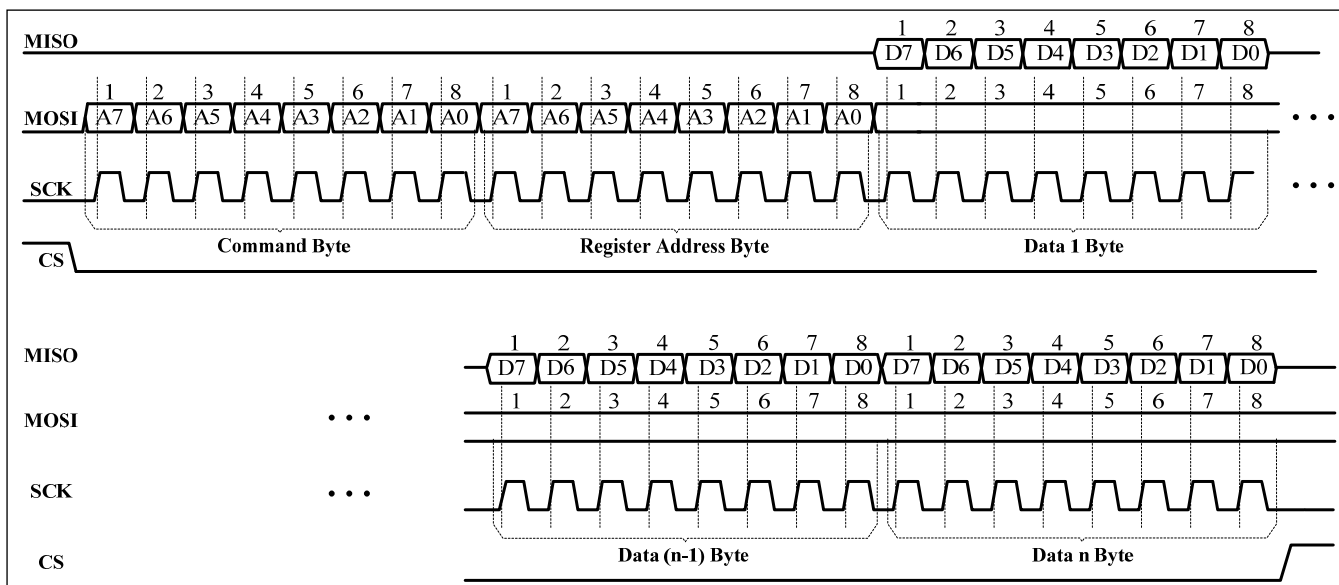 1 2 3 4 5 6 7 8
MISO D7 D6 D5 D4 D3 D2 D1 D0
1 2 3 4 5 6 7 8 1 2 3 4 5 6 7 8
MOSI A7 A6 A5 A4 A3 A2 A1 A0 A7 A6 A5 A4 A3 A2 A1 A0 1 2 3 4 5 6 7 8 • • •
SCK • • •
Command Byte Register Address Byte Data 1 Byte
CS
1 2 3 4 5 6 7 8 1 2 3 4 5 6 7 8
MISO D7 D6 D5 D4 D3 D2 D1 D0 D7 D6 D5 D4 D3 D2 D1 D0
1 2 3 4 5 6 7 8 1 2 3 4 5 6 7 8
MOSI • • •
SCK • • •
Data (n-1) Byte Data n Byte
CS